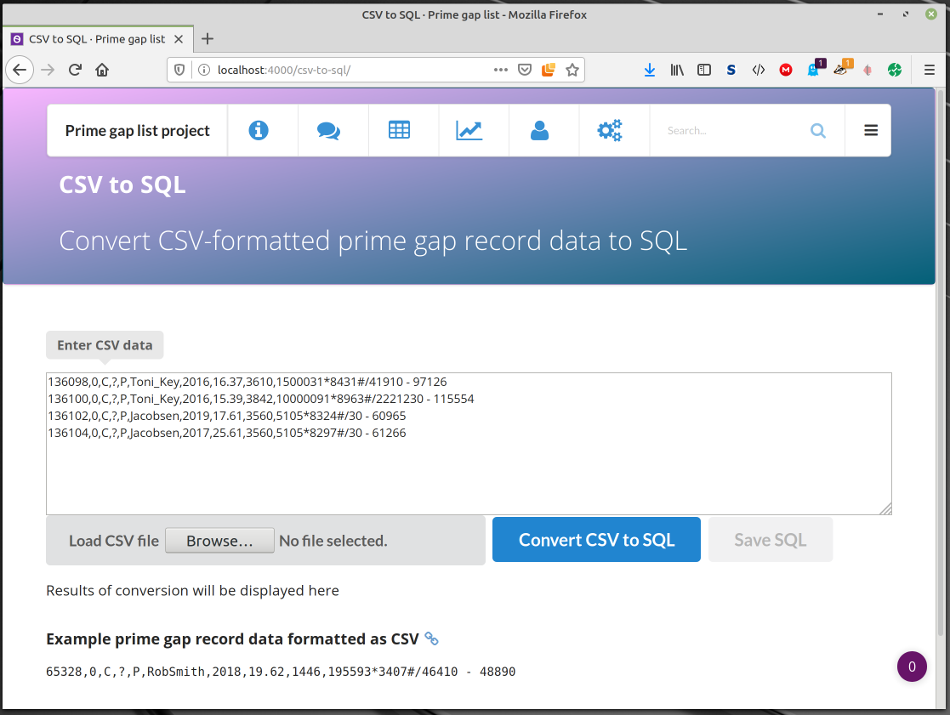 CSV to SQL · Prime gap list - Mozilla Firefox
CSV to SQL · Prime gap list
localhost:4000/csv-to-sql/
S
M
1
1
Prime gap list project
Search...
CSV to SQL
Convert CSV-formatted prime gap record data to SQL
Enter CSV data
136098,0,C,?,P,Toni_Key,2016,16.37,3610,1500031*8431#/41910 - 97126
136100,0,C,?,P,Toni_Key,2016,15.39,3842,10000091*8963#/2221230 - 115554
136102,0,C,?,P,Jacobsen,2019,17.61,3560,5105*8324#/30 - 60965
136104,0,C,?,P,Jacobsen,2017,25.61,3560,5105*8297#/30 - 61266
Load CSV file Browse... No file selected. Convert CSV to SQL Save SQL
Results of conversion will be displayed here
Example prime gap record data formatted as CSV
65328,0,C,?,P,RobSmith,2018,19.62,1446,195593*3407#/46410 - 48890
0